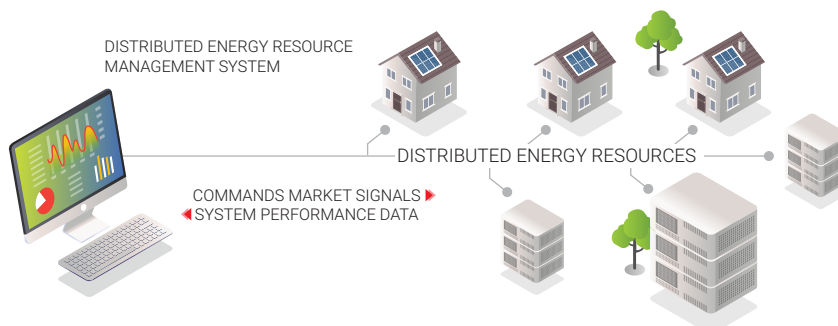 DISTRIBUTED ENERGY RESOURCE
MANAGEMENT SYSTEM
DISTRIBUTED ENERGY RESOURCES
COMMANDS MARKET SIGNALS
SYSTEM PERFORMANCE DATA